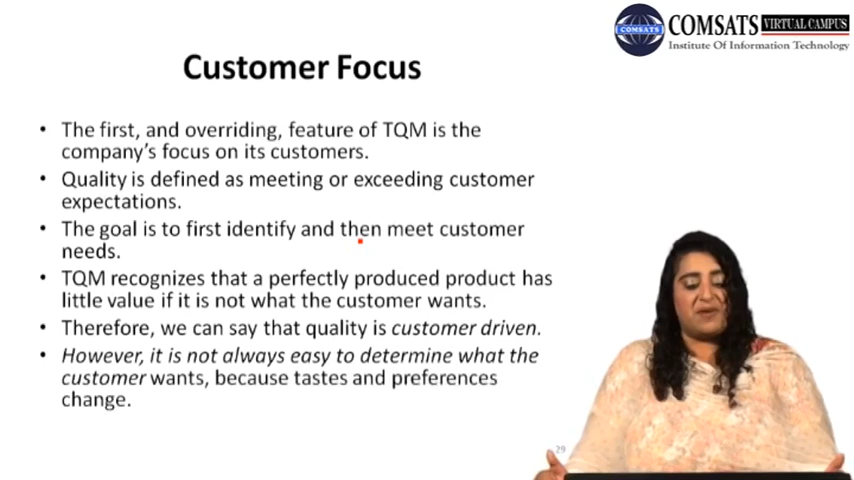 COMSATS VIRTUAL CAMPUS
Institute Of Information Technology
COMSATS
Customer Focus
• The first, and overriding, feature of TQM is the
company's focus on its customers.
• Quality is defined as meeting or exceeding customer
expectations.
• The goal is to first identify and then meet customer
needs.
• TQM recognizes that a perfectly produced product has
little value if it is not what the customer wants.
• Therefore, we can say that quality is customer driven.
• However, it is not always easy to determine what the
customer wants, because tastes and preferences
change.
29